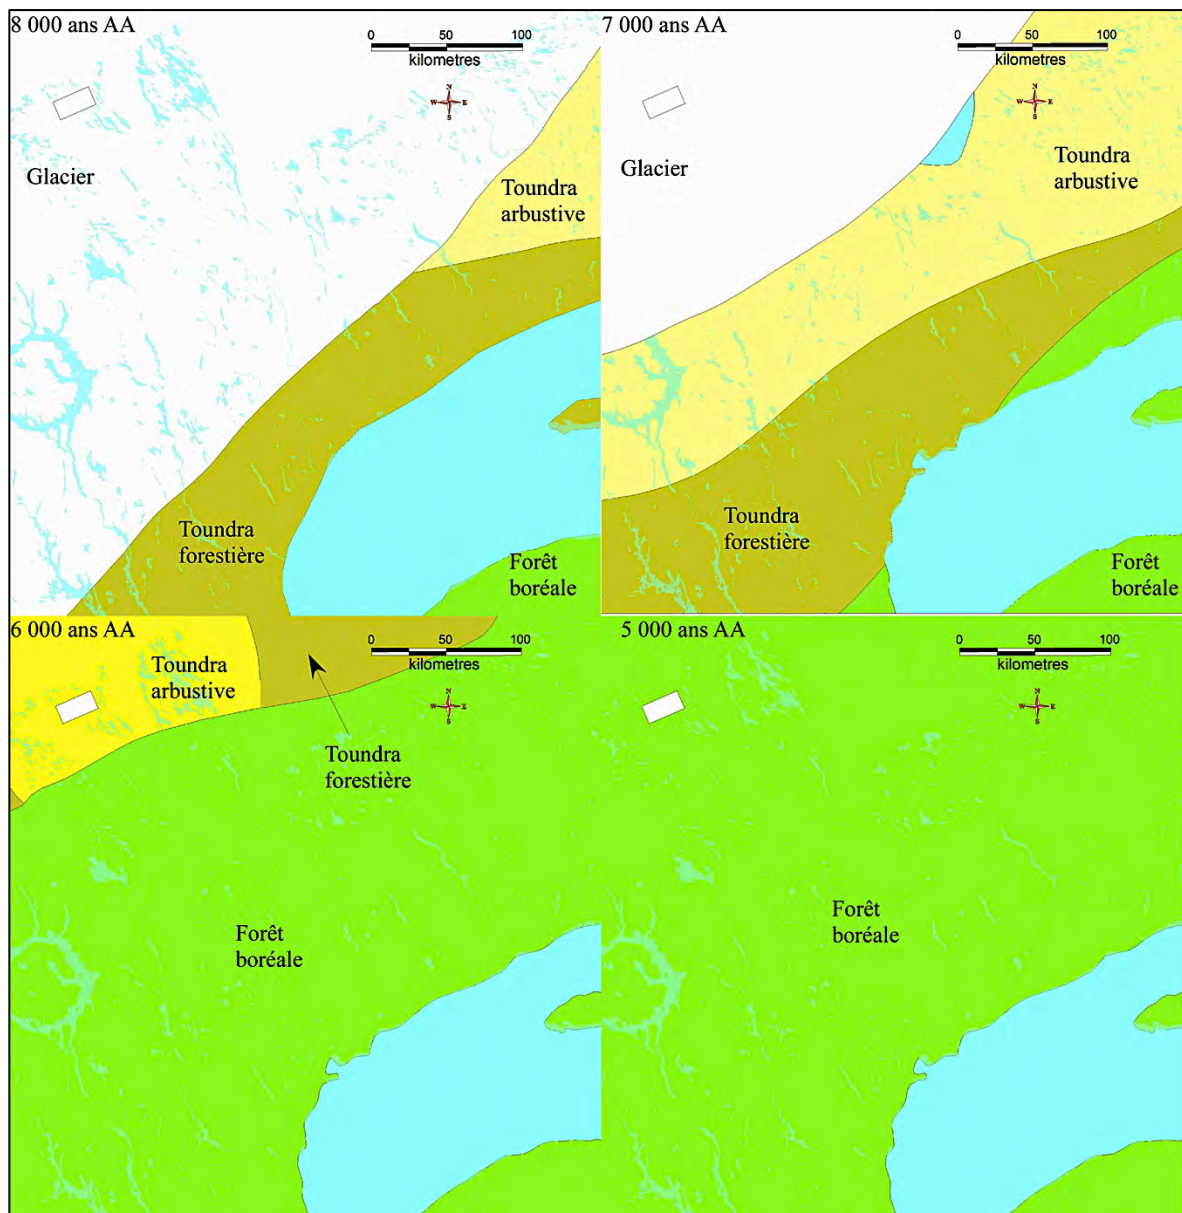 8 000 ans AA
0 50 100
kilometres
N
W E
S
Glacier
Toundra
arbustive
Toundra
forestière
Forêt
boréale
7 000 ans AA
0 50 100
kilometres
N
W E
S
Glacier
Toundra
arbustive
Toundra
forestière
Forêt
boréale
6 000 ans AA
0 50 100
kilometres
N
W E
S
Toundra
arbustive
Toundra
forestière
Forêt
boréale
5 000 ans AA
0 50 100
kilometres
N
W E
S
Forêt
boréale